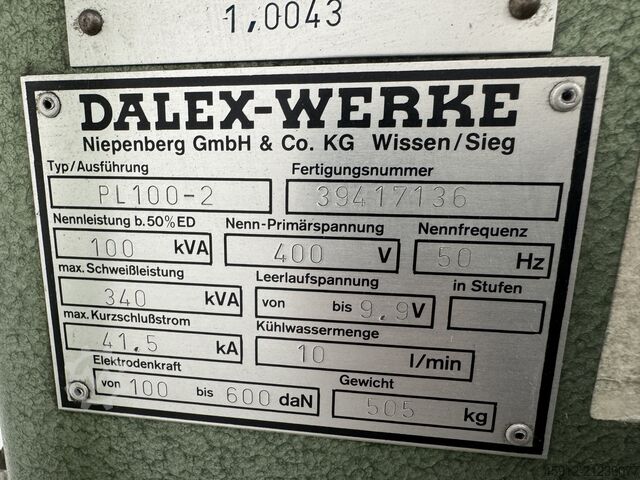 1,0043
DALEX-WERKE
Niepenberg GmbH & Co. KG Wissen/Sieg
Typ/Ausführung Fertigungsnummer
PL100-2 39417136
Nennleistung b.50%ED Nenn-Primärspannung Nennfrequenz
100 kVA 400 V 50 Hz
max. Schweißleistung Leerlaufspannung in Stufen
340 kVA von bis 9,9 V
max. Kurzschlußstrom Kühlwassermenge
41,5 kA 10 l/min
Elektrodenkraft Gewicht
von 100 bis 600 daN 505 kg